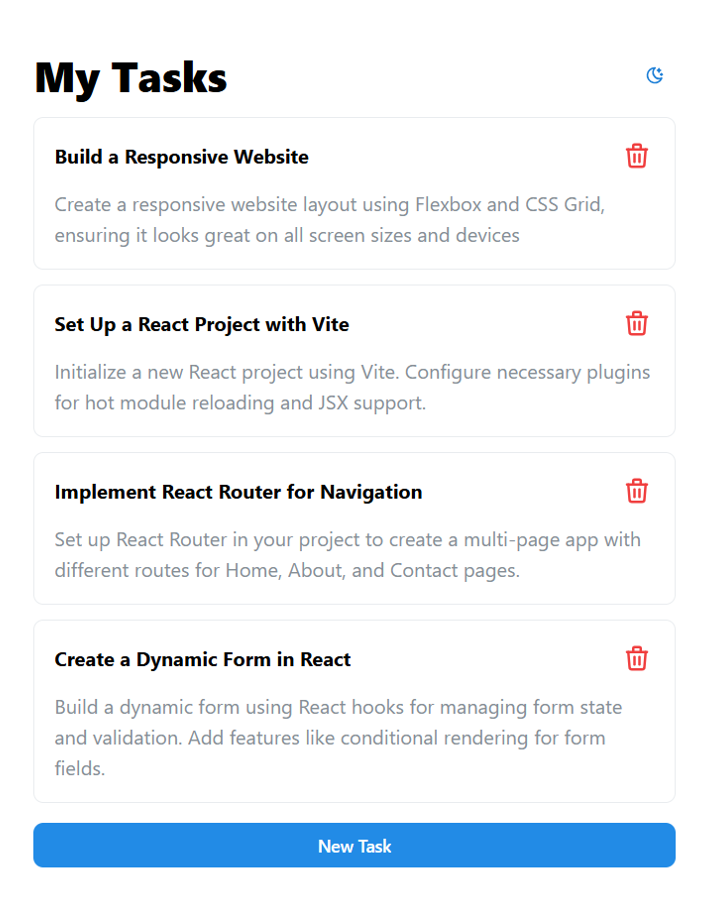 My Tasks
Build a Responsive Website
Create a responsive website layout using Flexbox and CSS Grid,
ensuring it looks great on all screen sizes and devices
Set Up a React Project with Vite
Initialize a new React project using Vite. Configure necessary plugins
for hot module reloading and JSX support.
Implement React Router for Navigation
Set up React Router in your project to create a multi-page app with
different routes for Home, About, and Contact pages.
Create a Dynamic Form in React
Build a dynamic form using React hooks for managing form state
and validation. Add features like conditional rendering for form
fields.
New Task